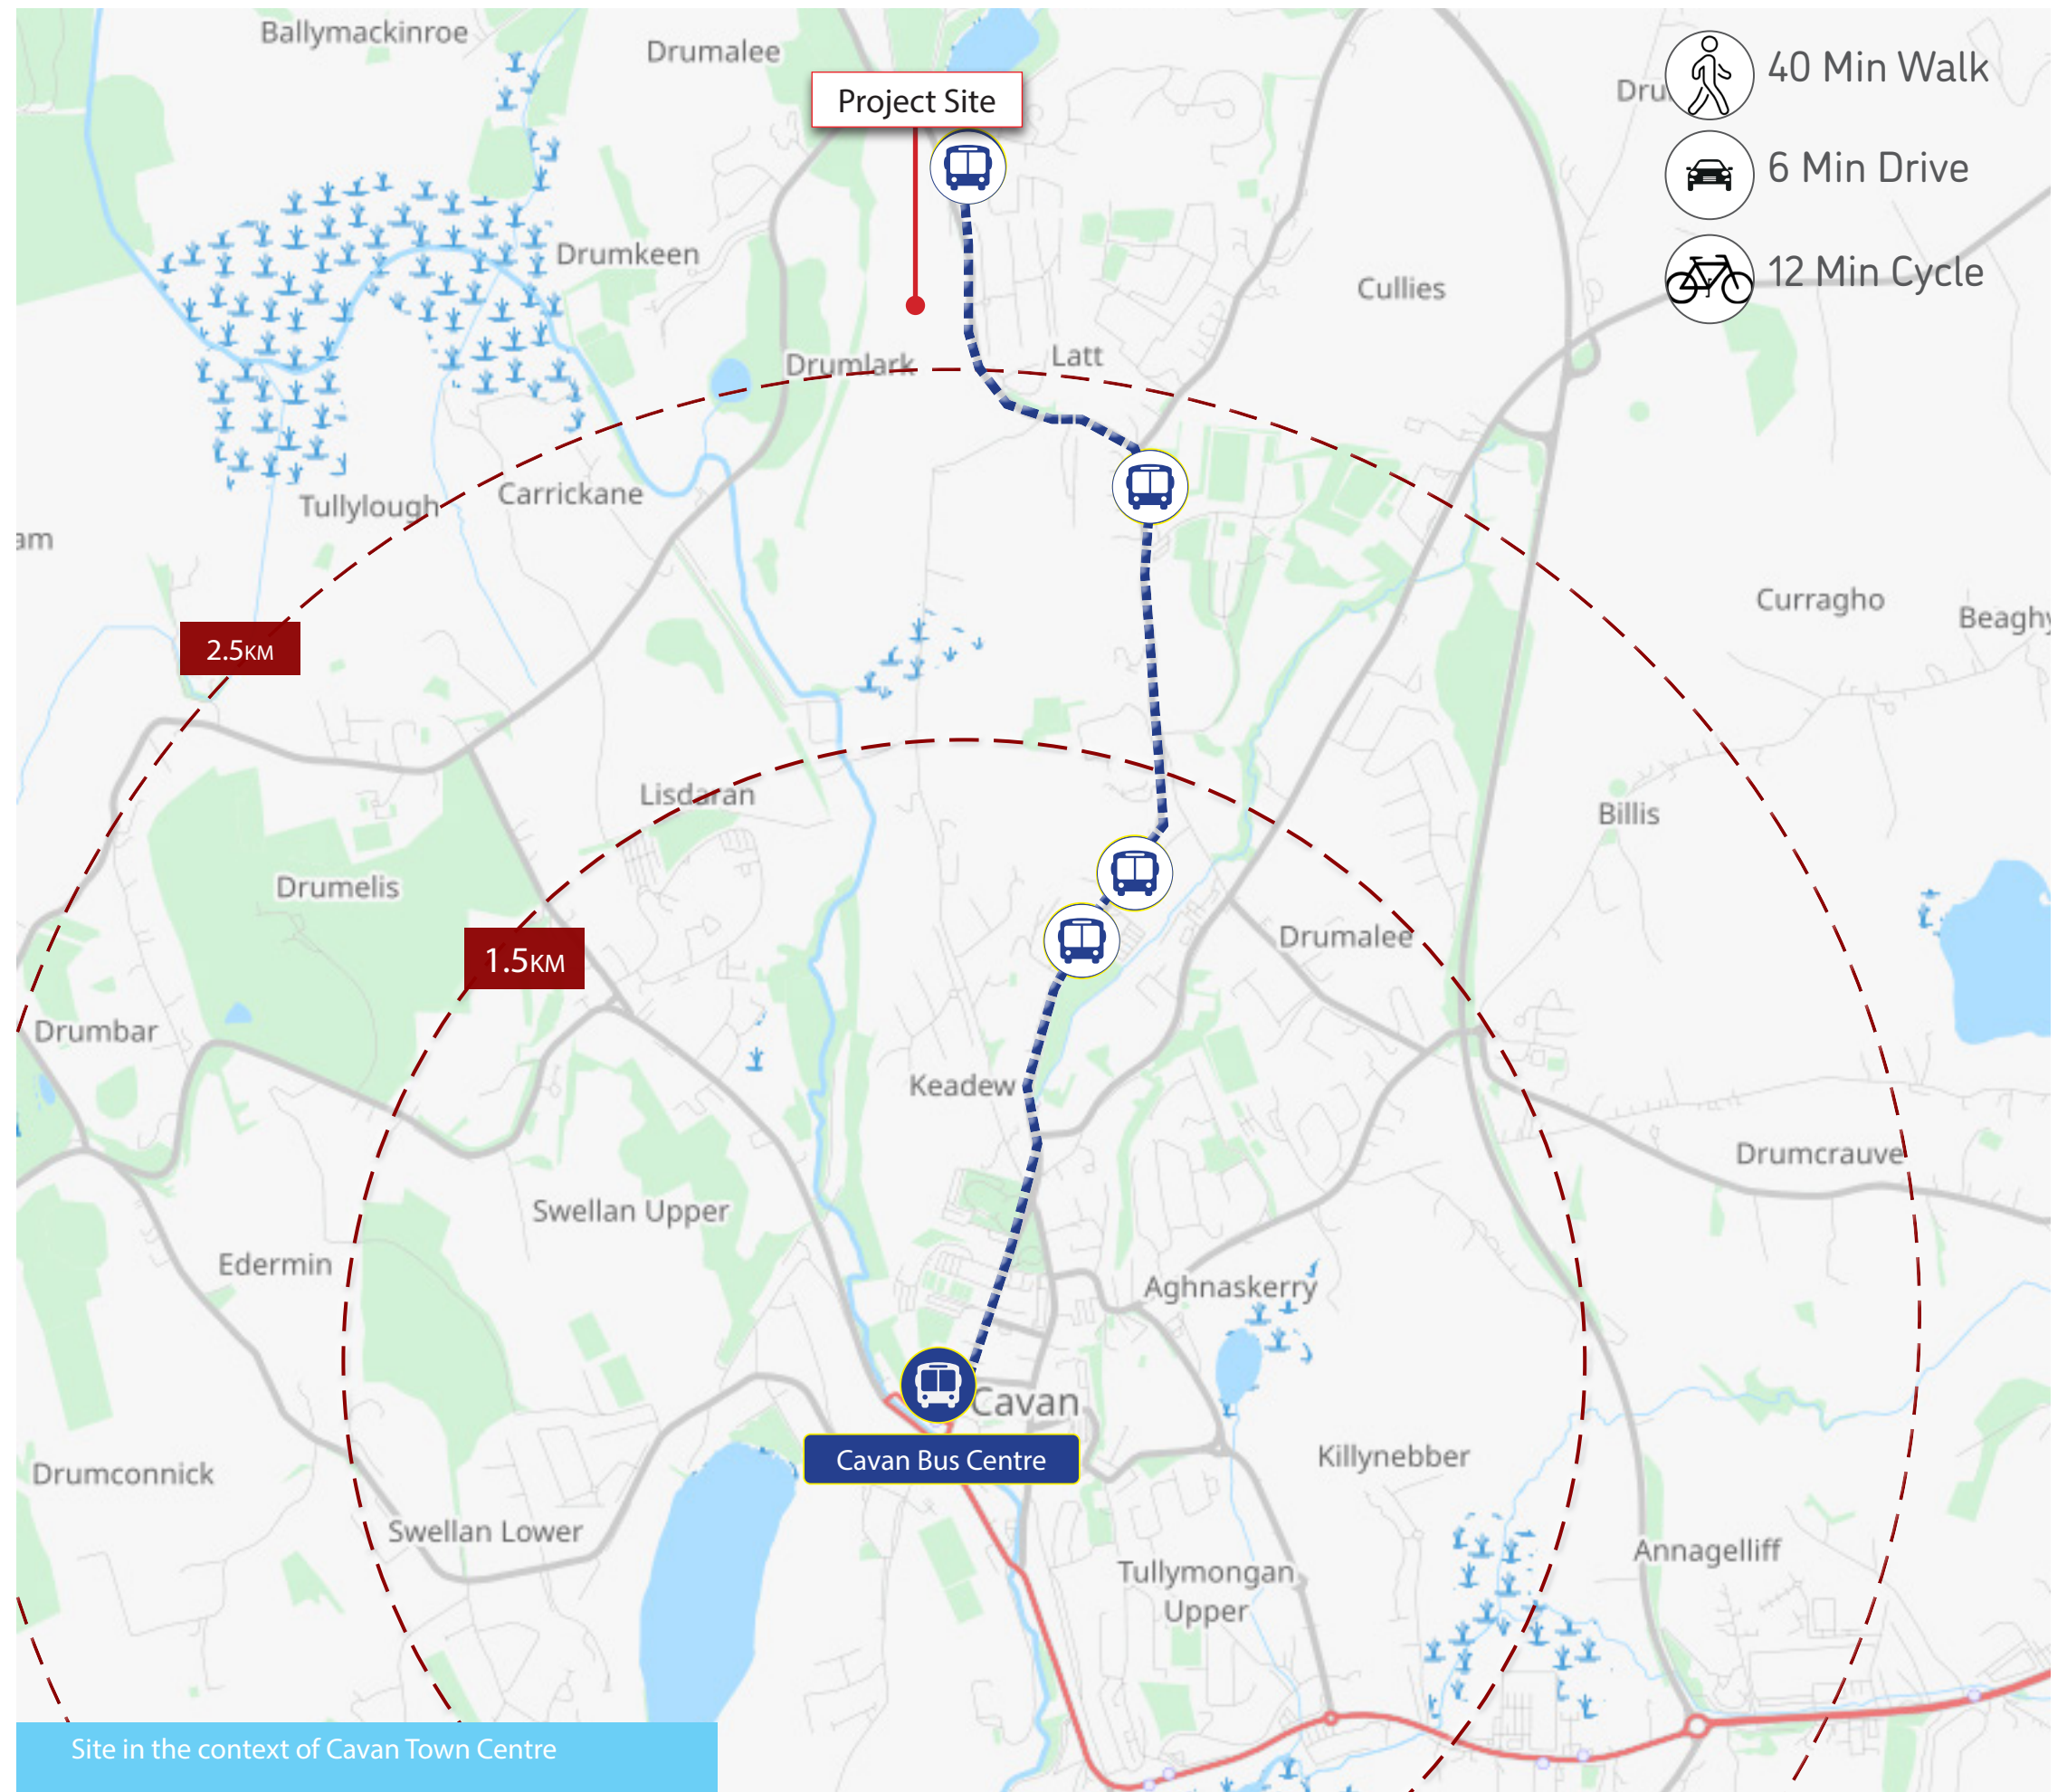 Ballymackinroe
Drumalee
Project Site
40 Min Walk
6 Min Drive
12 Min Cycle
Drumkeen
Cullies
Drumlark
Latt
Tullylough
Carrickane
am
Curragho
Beaghy
2.5KM
Lisdaran
Billis
Drumelis
1.5KM
Drumalee
Drumbar
Keadew
Drumcrauve
Swellan Upper
Edermin
Aghnaskerry
Cavan
Cavan Bus Centre
Killynebber
Drumconnick
Swellan Lower
Annagelliff
Tullymongan
Upper
Site in the context of Cavan Town Centre